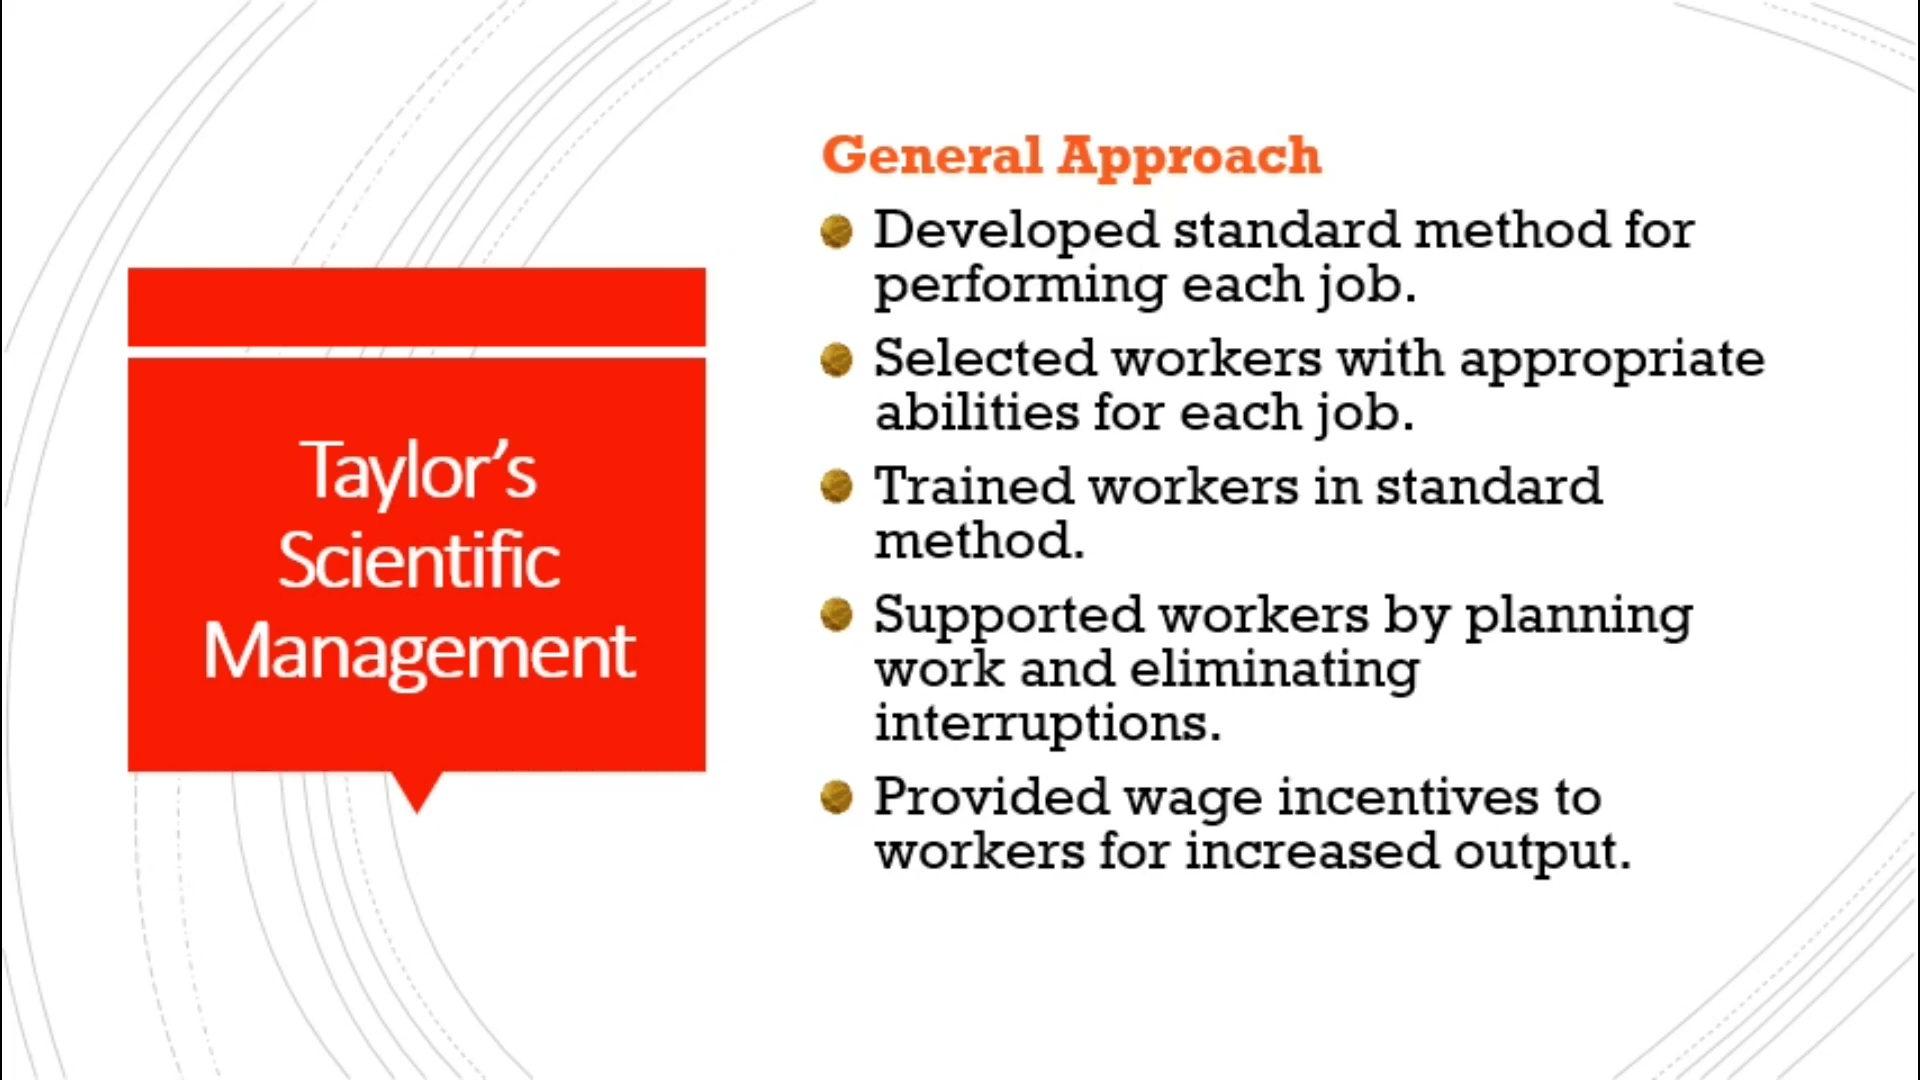 Taylor’s
Scientific
Management
General Approach
Developed standard method for
performing each job.
Selected workers with appropriate
abilities for each job.
Trained workers in standard
method.
Supported workers by planning
work and eliminating
interruptions.
Provided wage incentives to
workers for increased output.